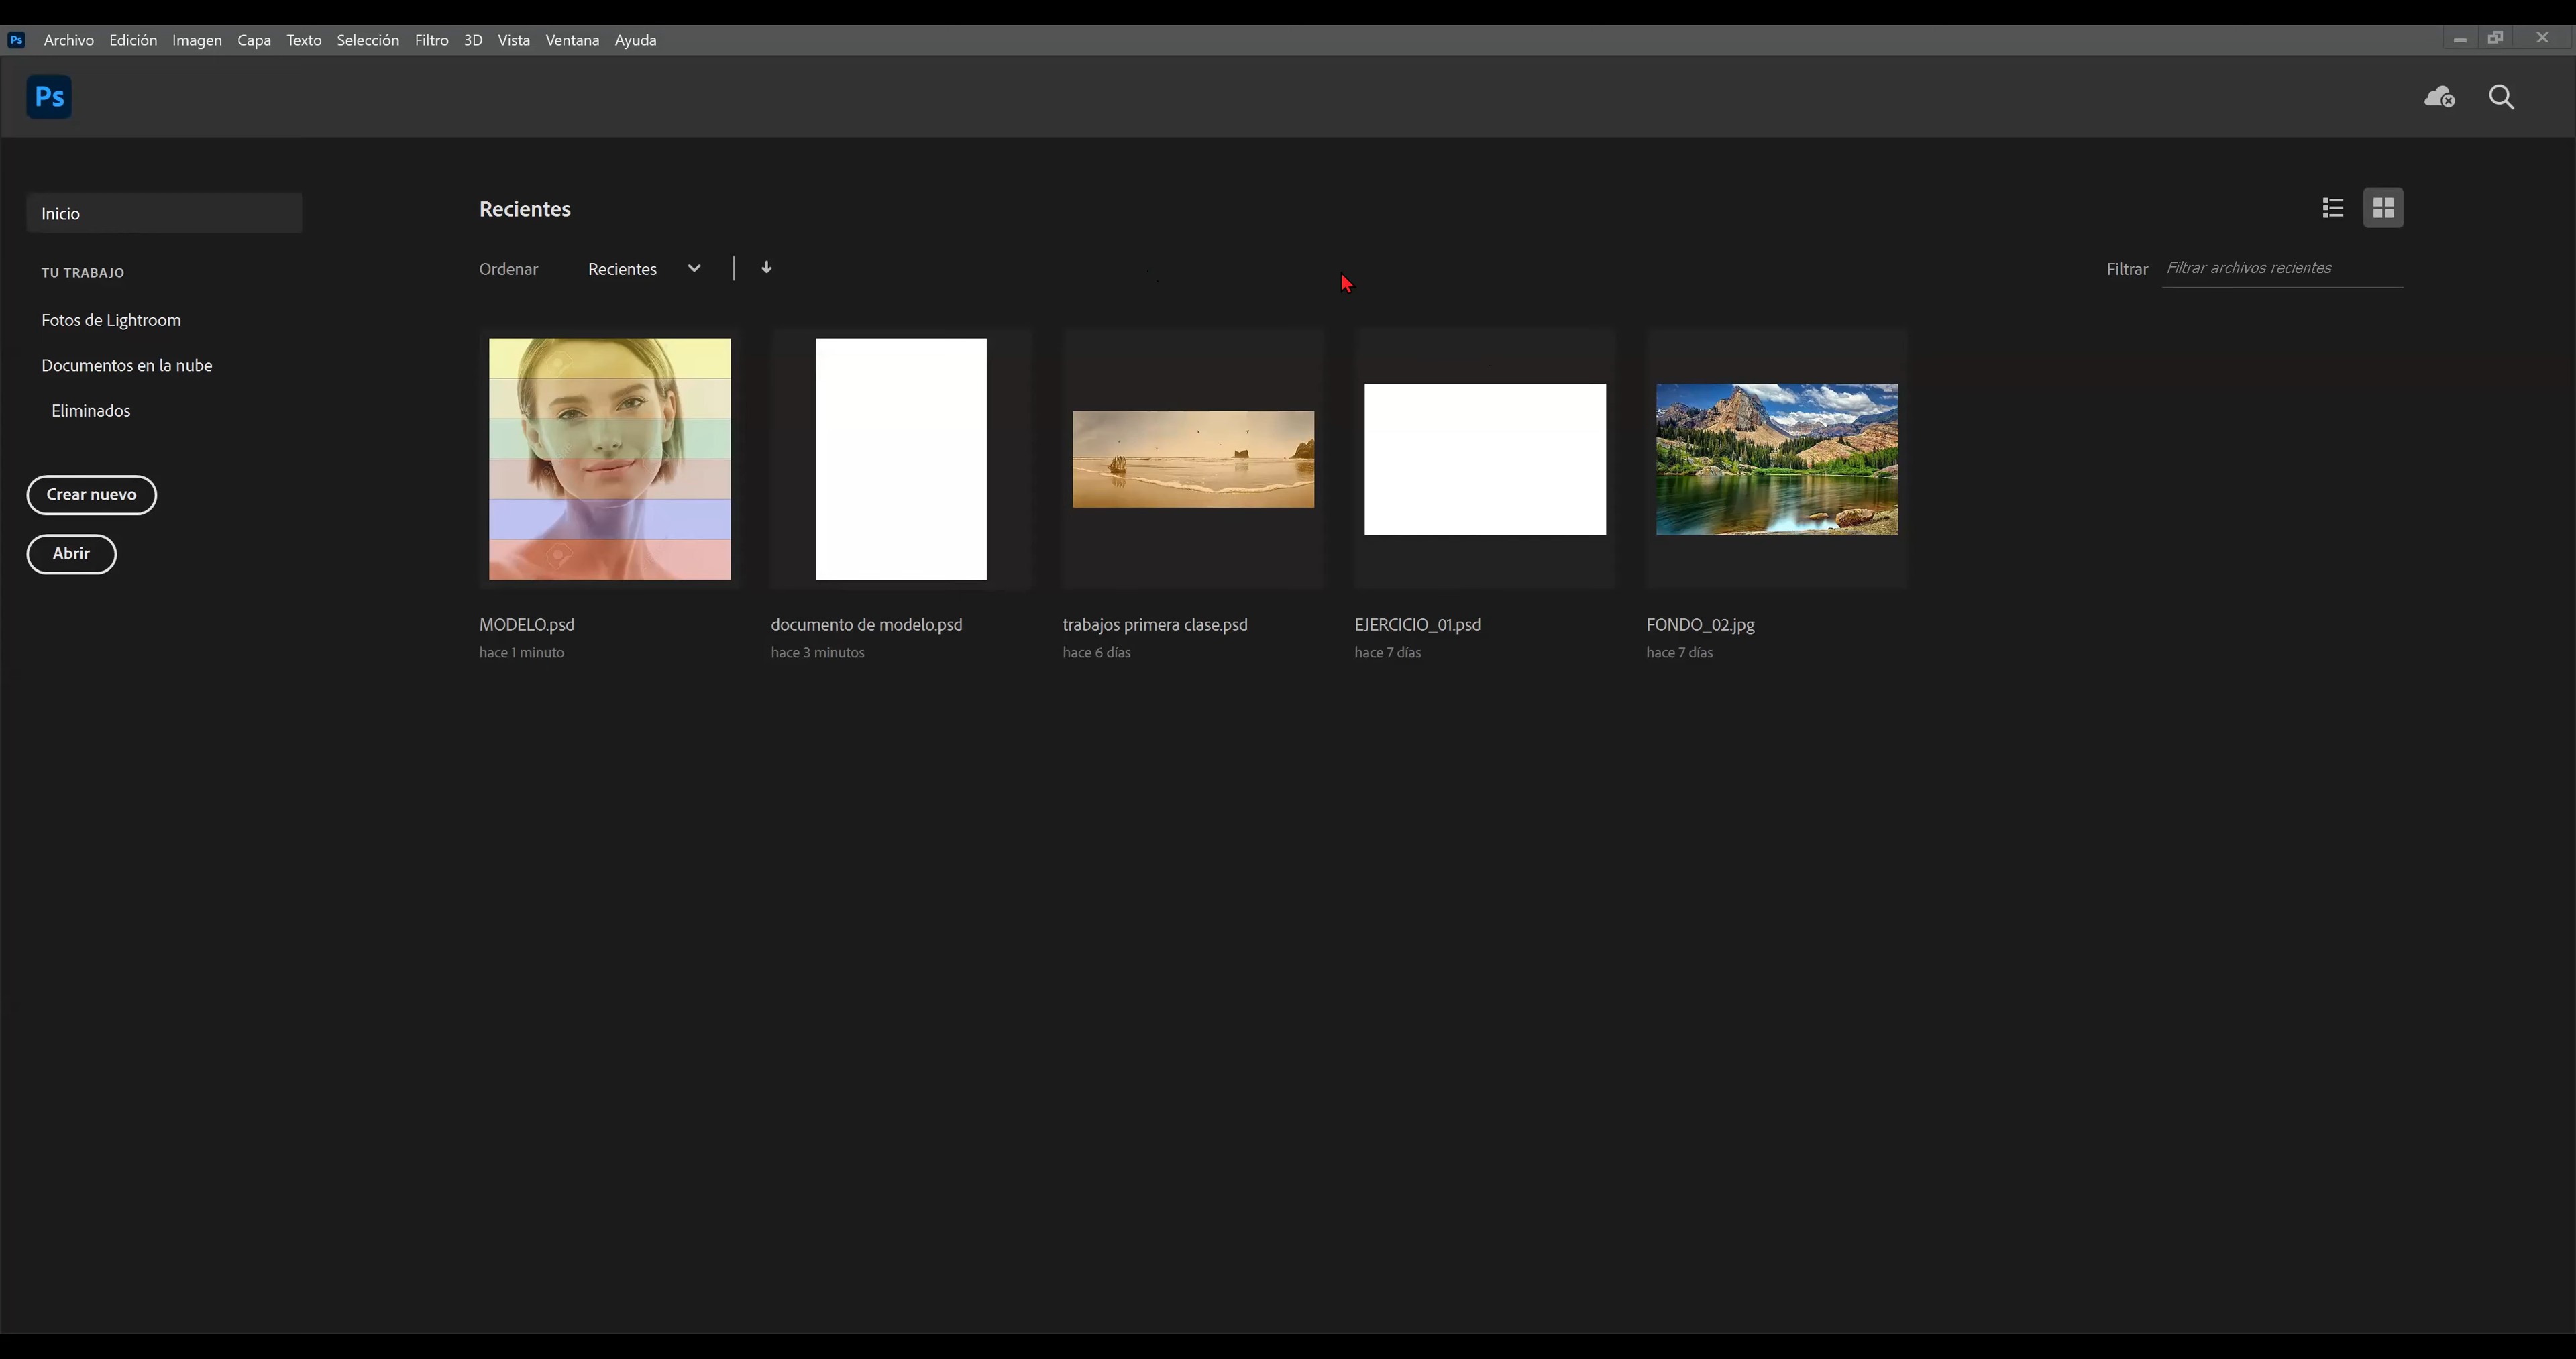 Ps Archivo Edición Imagen Capa Texto Selección Filtro 3D Vista Ventana Ayuda
Ps
Inicio
TU TRABAJO
Fotos de Lightroom
Documentos en la nube
Eliminados
Crear nuevo
Abrir
Recientes
Ordenar Recientes
Filtrar Filtrar archivos recientes
MODELO.psd
hace 1 minuto
documento de modelo.psd
hace 3 minutos
trabajos primera clase.psd
hace 6 días
EJERCICIO_01.psd
hace 7 días
FONDO_02.jpg
hace 7 días